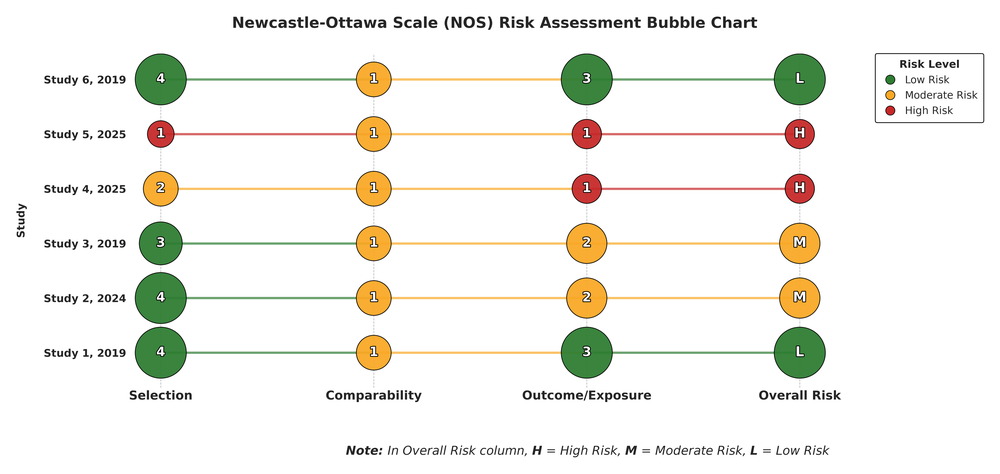 Newcastle-Ottawa Scale (NOS) Risk Assessment Bubble Chart
Risk Level
Low Risk
Moderate Risk
High Risk
Study
Study 6, 2019 4 1 3 L
Study 5, 2025 1 1 1 H
Study 4, 2025 2 1 1 H
Study 3, 2019 3 1 2 M
Study 2, 2024 4 1 2 M
Study 1, 2019 4 1 3 L
Selection Comparability Outcome/Exposure Overall Risk
Note: In Overall Risk column, H = High Risk, M = Moderate Risk, L = Low Risk